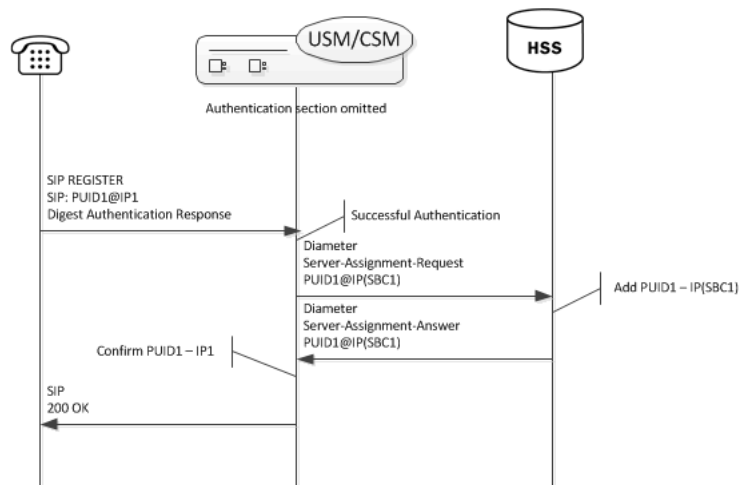 USM/CSM
HSS
Authentication section omitted
SIP REGISTER
SIP: PUID1@IP1
Digest Authentication Response
Successful Authentication
Diameter
Server-Assignment-Request
PUID1@IP(SBC1)
Add PUID1 – IP(SBC1)
Diameter
Server-Assignment-Answer
PUID1@IP(SBC1)
Confirm PUID1 – IP1
SIP
200 OK